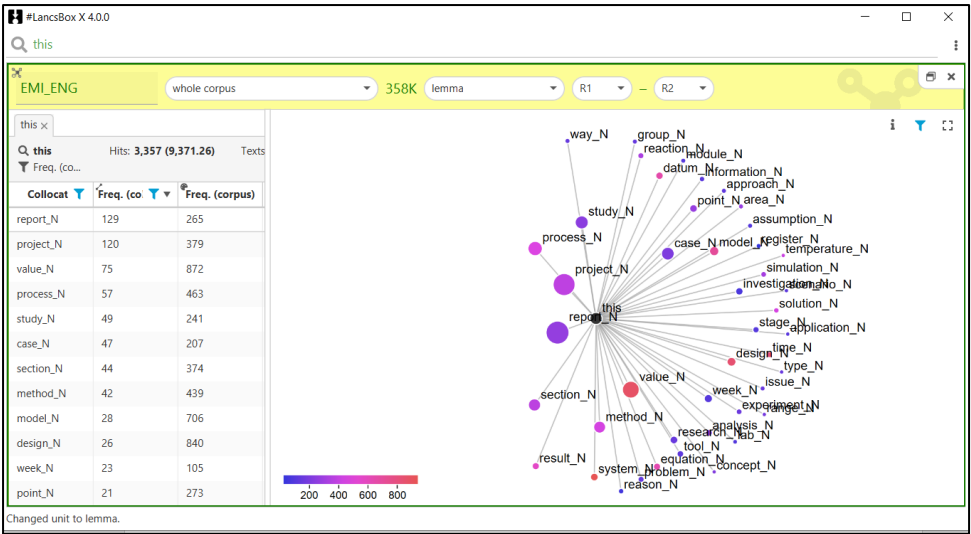 #LancsBox X 4.0.0
this
EMI_ENG
whole corpus
358K
lemma
R1
–
R2
this ×
this
Hits: 3,357 (9,371.26)
Texts
Freq. (co...
Collocat
Freq. (co.
Freq. (corpus)
report_N 129 265
project_N 120 379
value_N 75 872
process_N 57 463
study_N 49 241
case_N 47 207
section_N 44 374
method_N 42 439
model_N 28 706
design_N 26 840
week_N 23 105
point_N 21 273
way_N
group_N
reaction_N
module_N
datum_N
information_N
approach_N
point_N
area_N
study_N
assumption_N
process_N
case_N
model_N
register_N
temperature_N
project_N
simulation_N
investigation_N
scenario_N
this
solution_N
report_N
stage_N
application_N
time_N
design_N
type_N
value_N
issue_N
week_N
section_N
experiment_N
range_N
method_N
analysis_N
research_N
lab_N
tool_N
result_N
equation_N
concept_N
system_N
problem_N
reason_N
200 400 600 800
Changed unit to lemma.